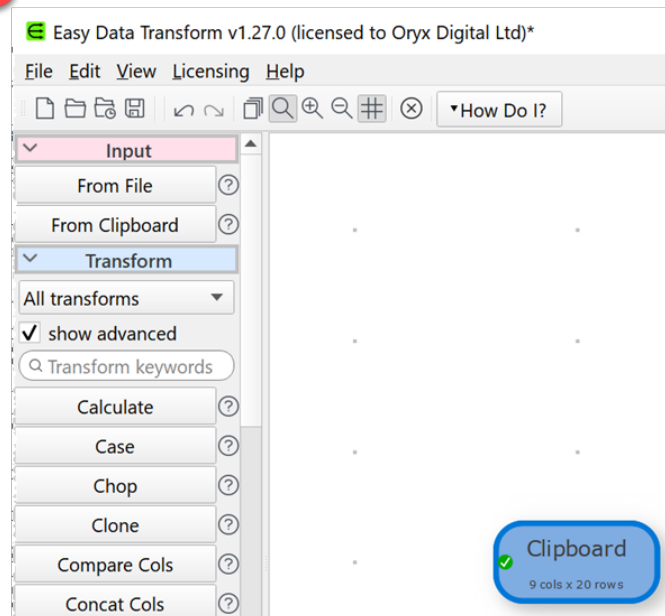 Easy Data Transform v1.27.0 (licensed to Oryx Digital Ltd)*
File Edit View Licensing Help
How Do I?
Input
From File
From Clipboard
Transform
All transforms
show advanced
Transform keywords
Calculate
Case
Chop
Clone
Compare Cols
Concat Cols
Clipboard
9 cols x 20 rows